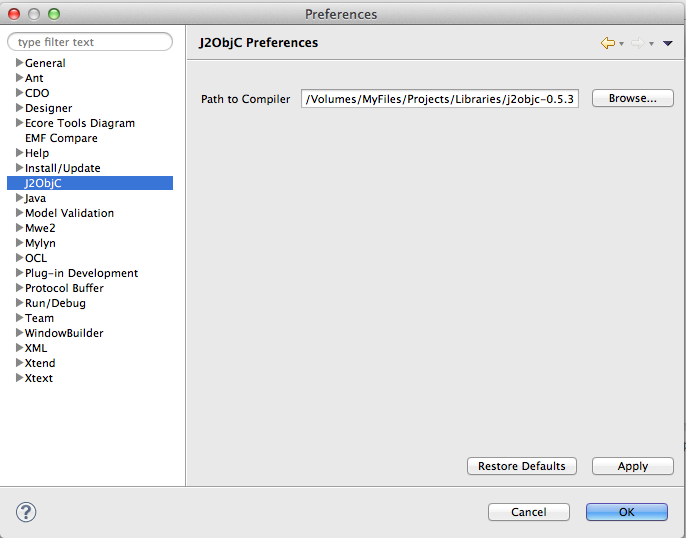 Preferences
type filter text
General
Ant
CDO
Designer
Ecore Tools Diagram
EMF Compare
Help
Install/Update
J2ObjC
Java
Model Validation
Mwe2
Mylyn
OCL
Plug-in Development
Protocol Buffer
Run/Debug
Team
WindowBuilder
XML
Xtend
Xtext
J2ObjC Preferences
Path to Compiler /Volumes/MyFiles/Projects/Libraries/j2objc-0.5.3 Browse...
Restore Defaults Apply
? Cancel OK